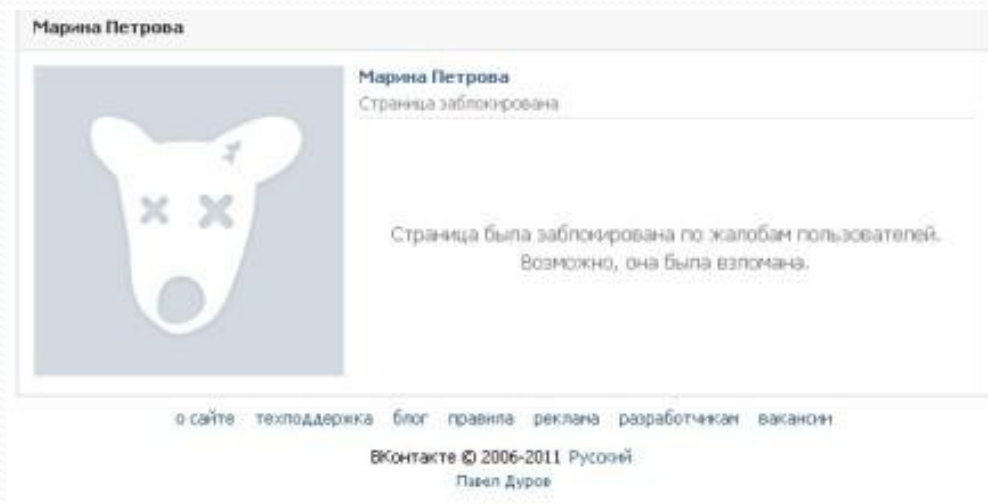 Марина Петрова
Марина Петрова
Страница заблокирована
Страница была заблокирована по жалобам пользователей.
Возможно, она была взломана.
о сайте техподдержка блог правила реклама разработчикам вакансии
ВКонтакте © 2006-2011 Русский
Павел Дуров